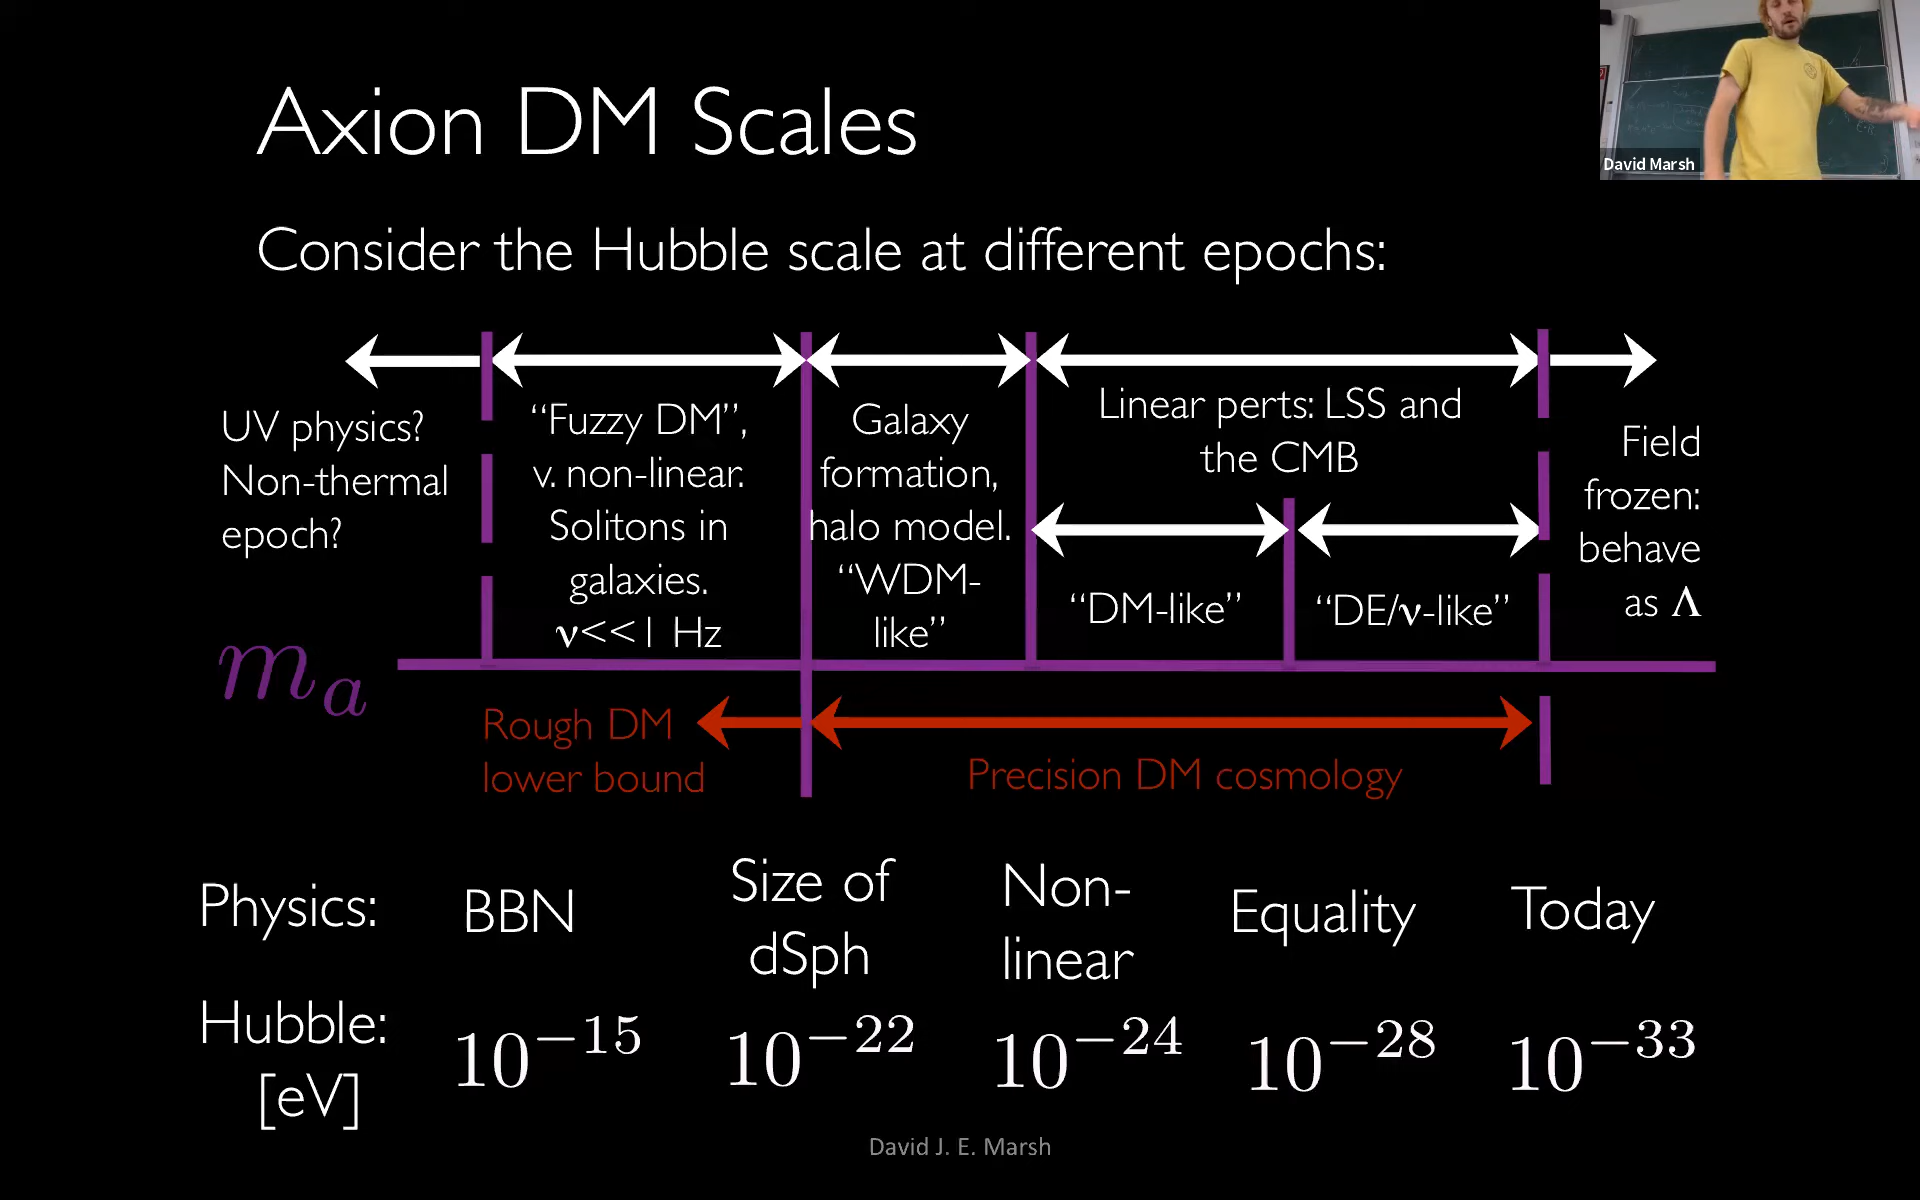 Axion DM Scales
David Marsh
Consider the Hubble scale at different epochs:
UV physics?
Non-thermal
epoch?
“Fuzzy DM”,
v. non-linear.
Solitons in
galaxies.
ν<<1 Hz
Galaxy
formation,
halo model.
“WDM-
like”
Linear perts: LSS and
the CMB
“DM-like”
“DE/ν-like”
Field
frozen:
behave
as Λ
m_a
Rough DM
lower bound
Precision DM cosmology
Physics:
BBN
Size of
dSph
Non-
linear
Equality
Today
Hubble:
[eV]
10^{-15}
10^{-22}
10^{-24}
10^{-28}
10^{-33}
David J. E. Marsh